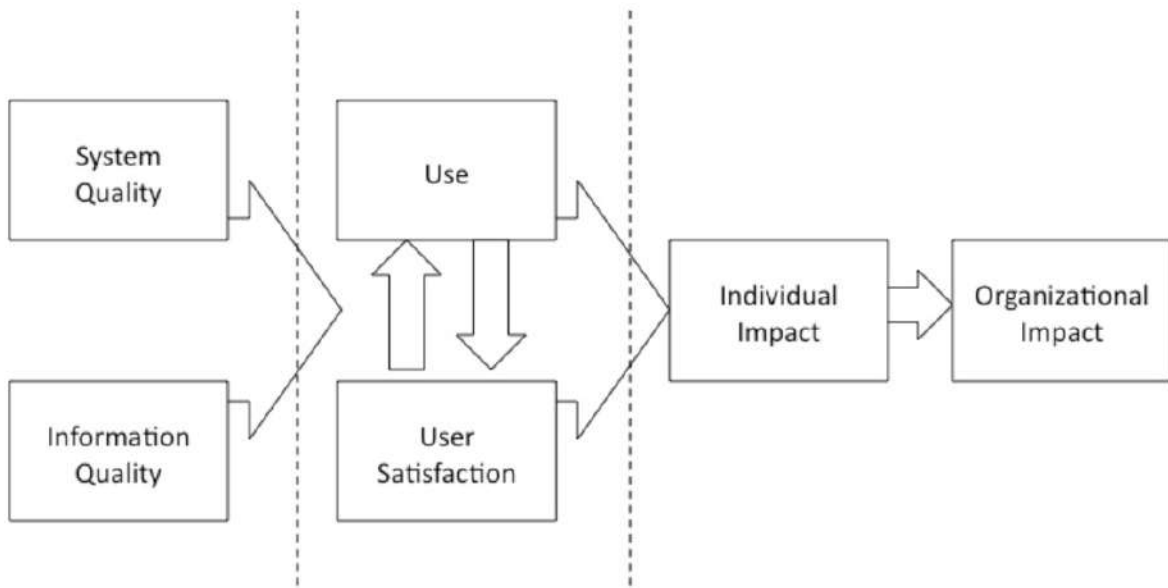 System
Quality
Use
Individual
Impact
Organizational
Impact
Information
Quality
User
Satisfaction